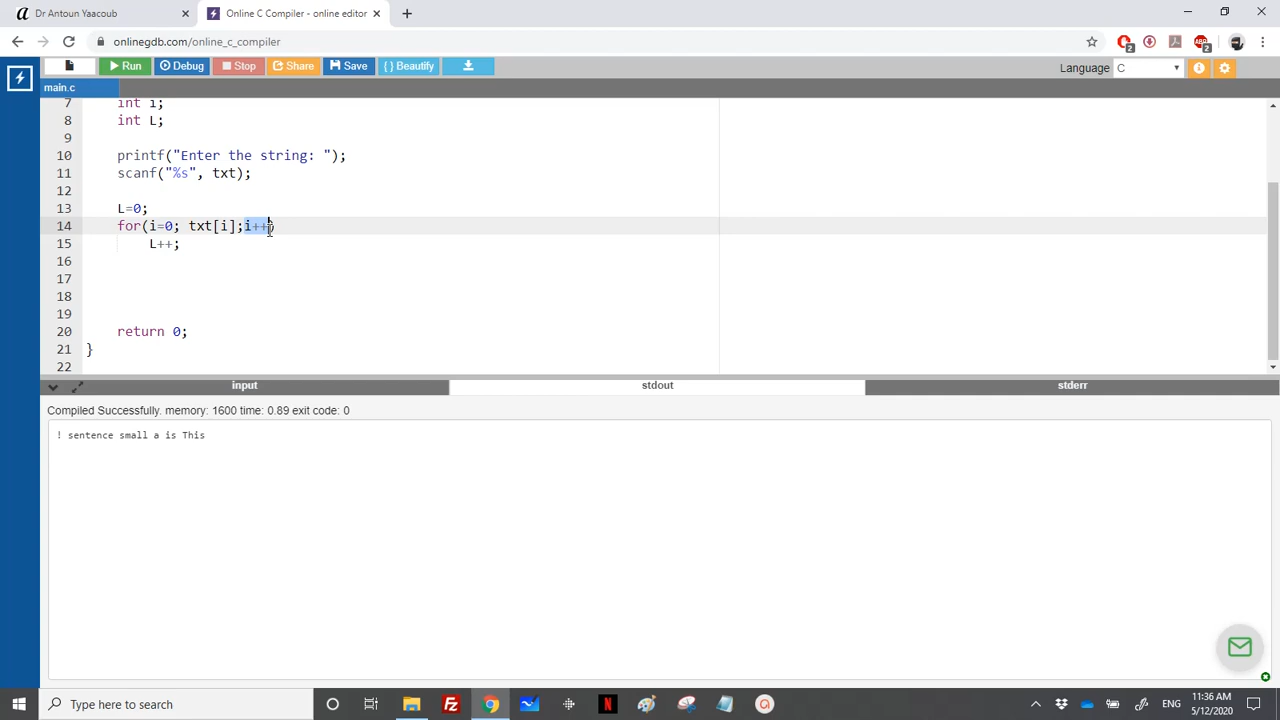 Dr Antoun Yaacoub
Online C Compiler - online editor
onlinegdb.com/online_c_compiler
2
2
Run
Debug
Stop
Share
Save
{ } Beautify
Language
C
main.c
7 int i;
8 int L;
9
10 printf("Enter the string: ");
11 scanf("%s", txt);
12
13 L=0;
14 for(i=0; txt[i];i++)
15 L++;
16
17
18
19
20 return 0;
21 }
22
input
stdout
stderr
Compiled Successfully. memory: 1600 time: 0.89 exit code: 0
! sentence small a is This
Type here to search
ENG
11:36 AM
5/12/2020